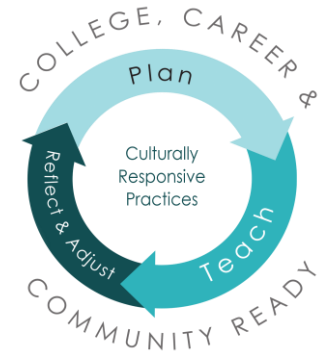 COLLEGE, CAREER &
Plan
Culturally
Responsive
Practices
Reflect & Adjust
Teach
COMMUNITY READY